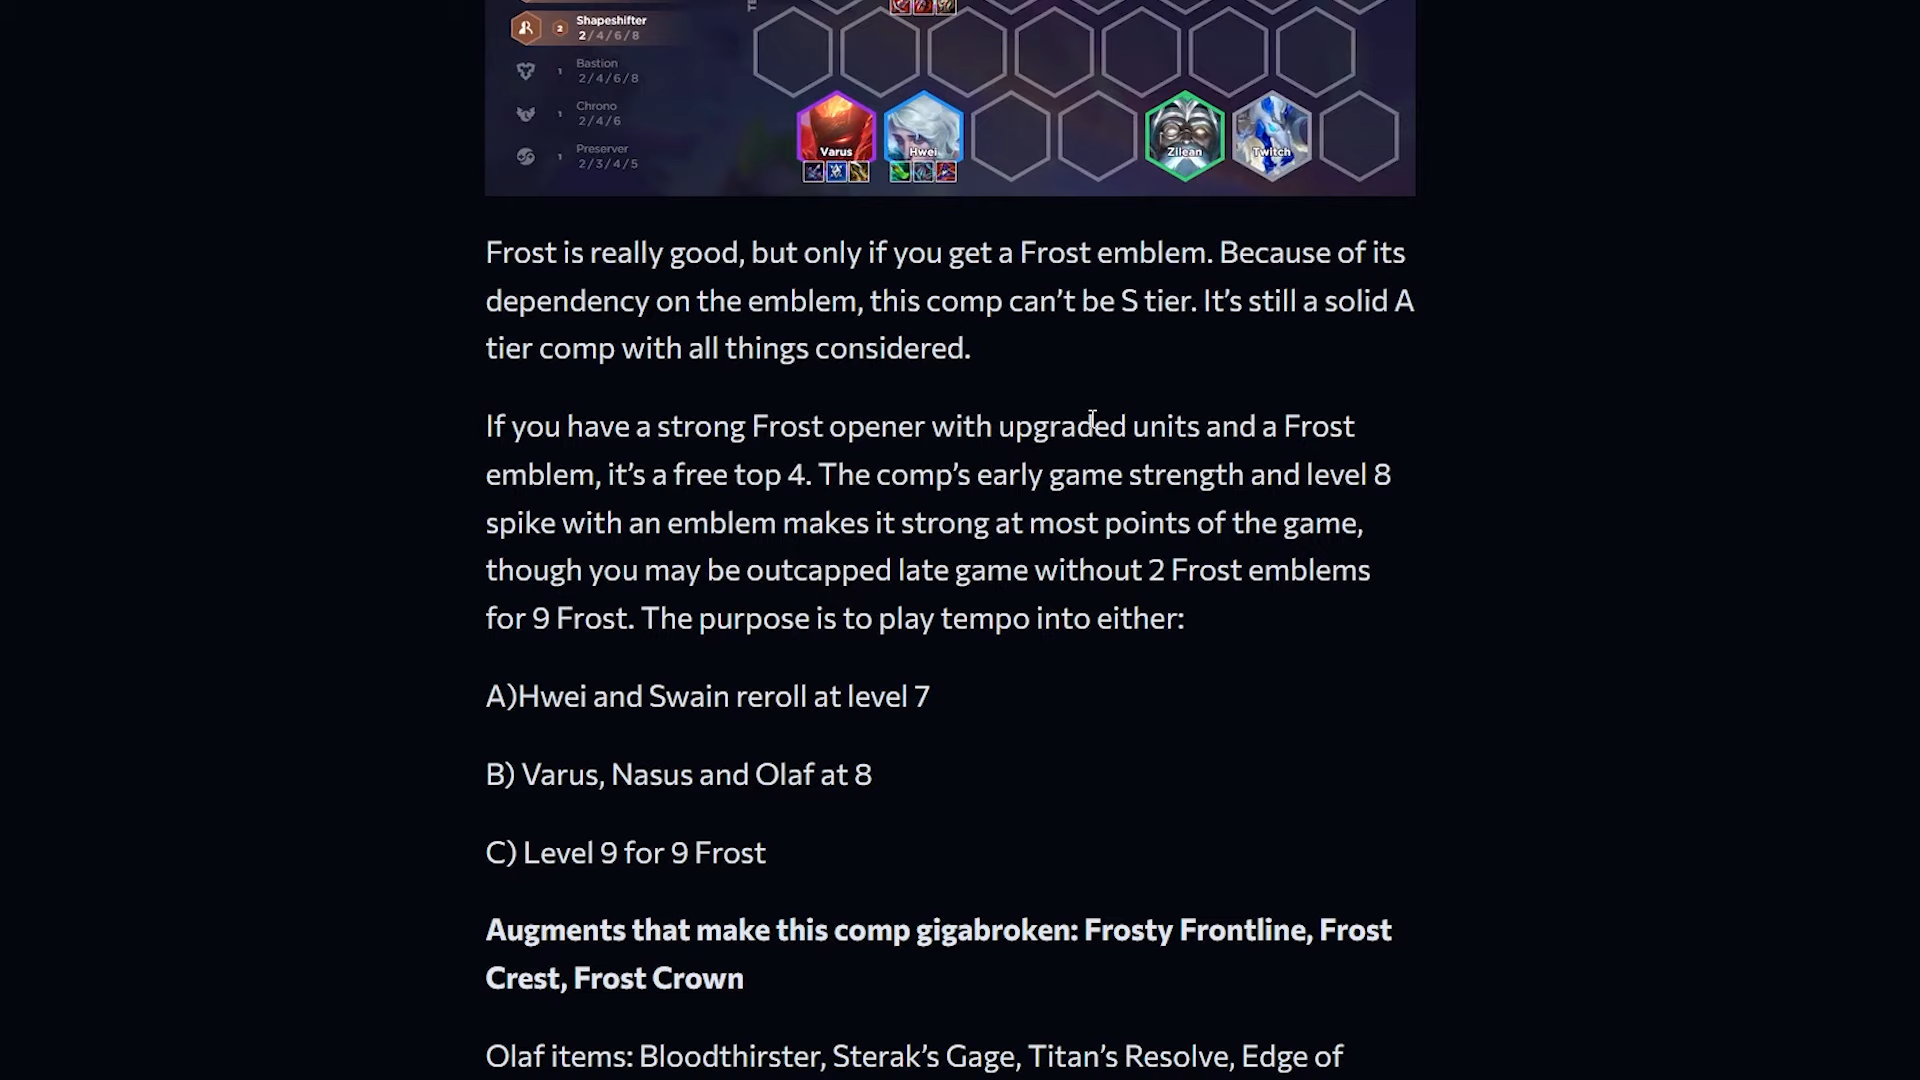 Shapeshifter
2
2/4/6/8
Bastion
1
2/4/6/8
Chrono
1
2/4/6
Preserver
1
2/3/4/5
Varus
Hwei
Zilean
Twitch
Frost is really good, but only if you get a Frost emblem. Because of its
dependency on the emblem, this comp can’t be S tier. It’s still a solid A
tier comp with all things considered.
If you have a strong Frost opener with upgraded units and a Frost
emblem, it’s a free top 4. The comp’s early game strength and level 8
spike with an emblem makes it strong at most points of the game,
though you may be outcapped late game without 2 Frost emblems
for 9 Frost. The purpose is to play tempo into either:
A)Hwei and Swain reroll at level 7
B) Varus, Nasus and Olaf at 8
C) Level 9 for 9 Frost
Augments that make this comp gigabroken: Frosty Frontline, Frost
Crest, Frost Crown
Olaf items: Bloodthirster, Sterak’s Gage, Titan’s Resolve, Edge of